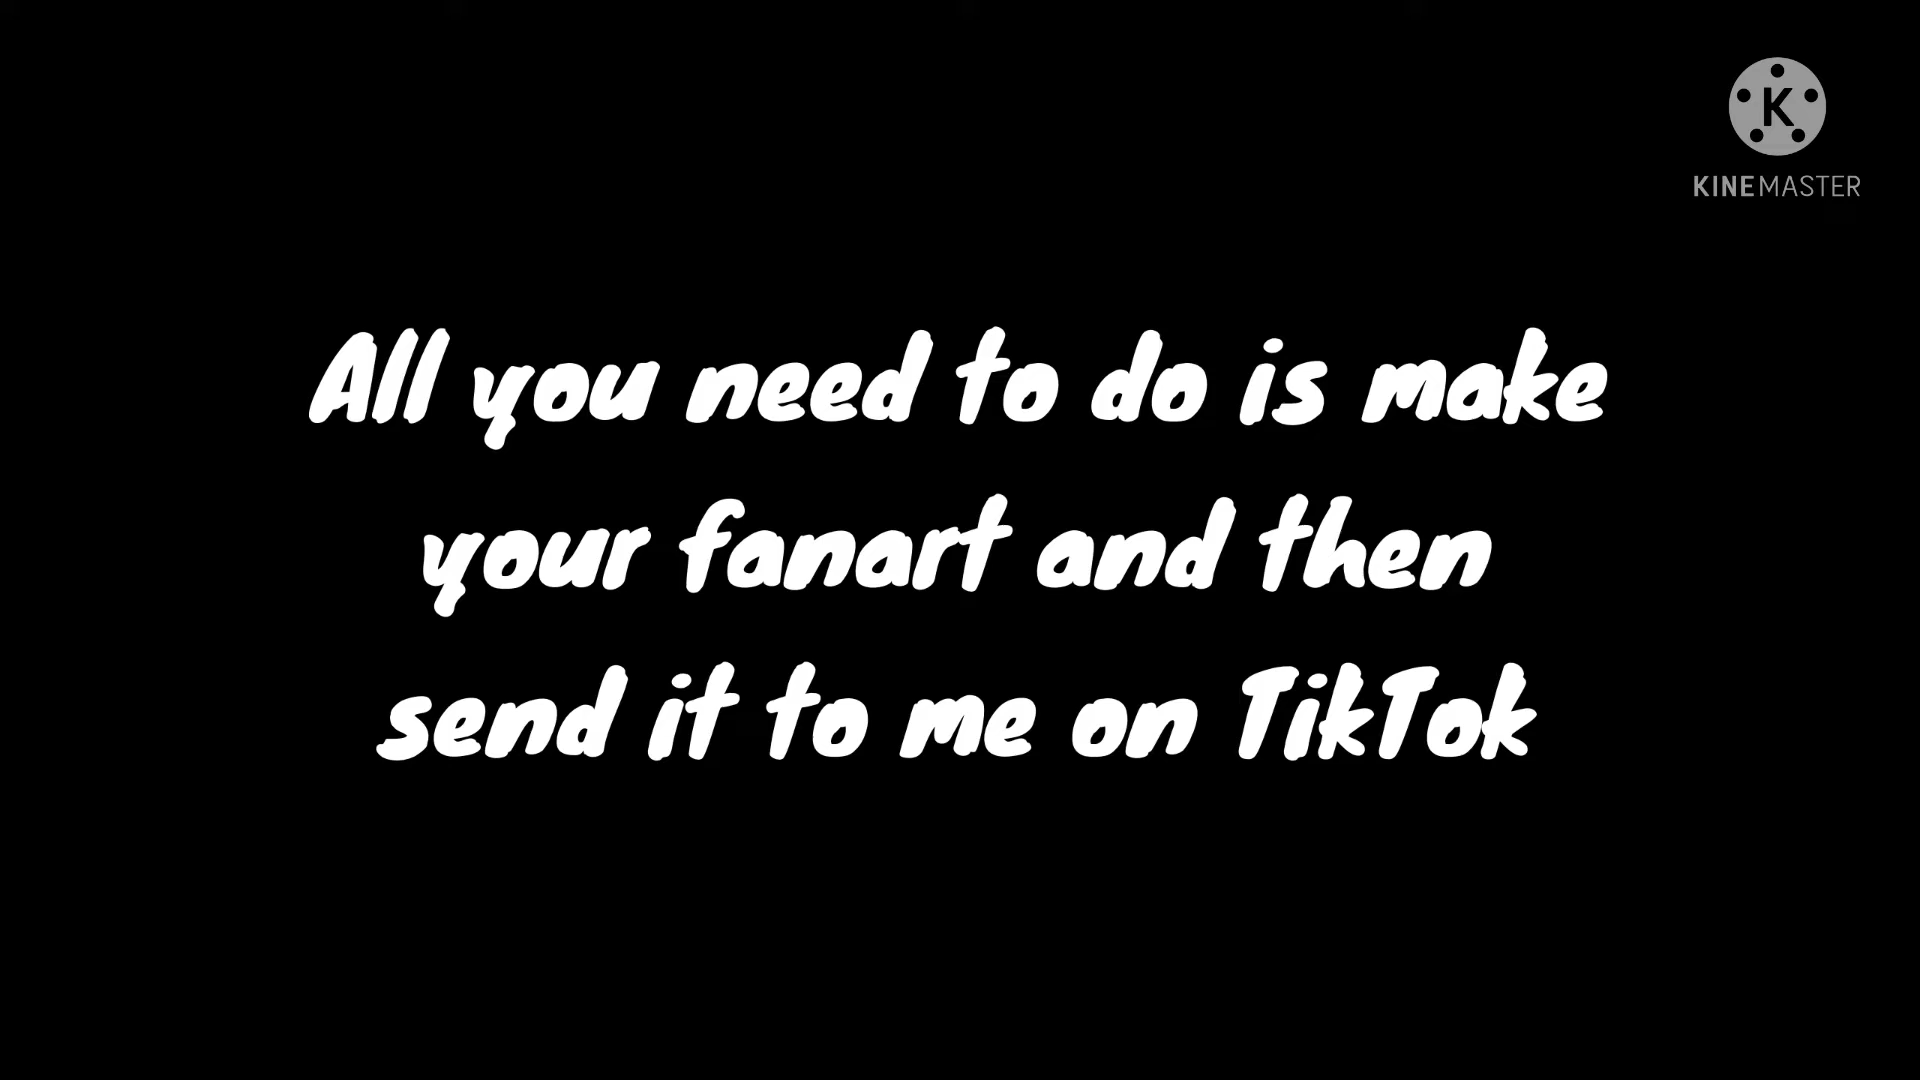 K
KINEMASTER
All you need to do is make
your fanart and then
send it to me on TikTok